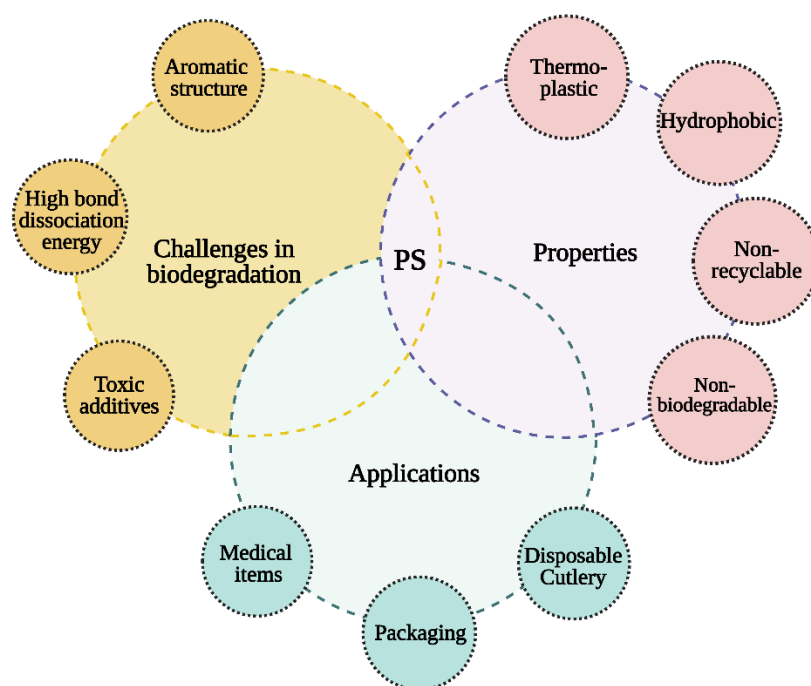 Aromatic
structure
High bond
dissociation
energy
Toxic
additives
Challenges in
biodegradation
PS
Properties
Thermo-
plastic
Hydrophobic
Non-
recyclable
Non-
biodegradable
Applications
Medical
items
Packaging
Disposable
Cutlery